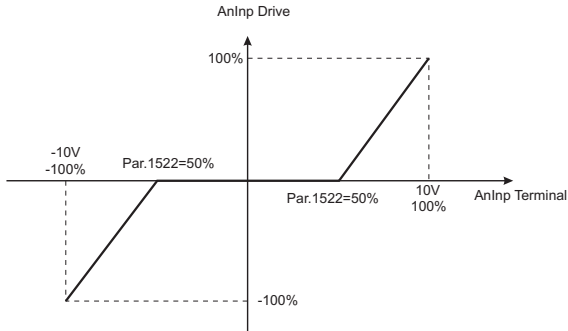 AnInp Drive
100%
-10V
-100%
Par.1522=50%
Par.1522=50%
10V
100%
AnInp Terminal
-100%